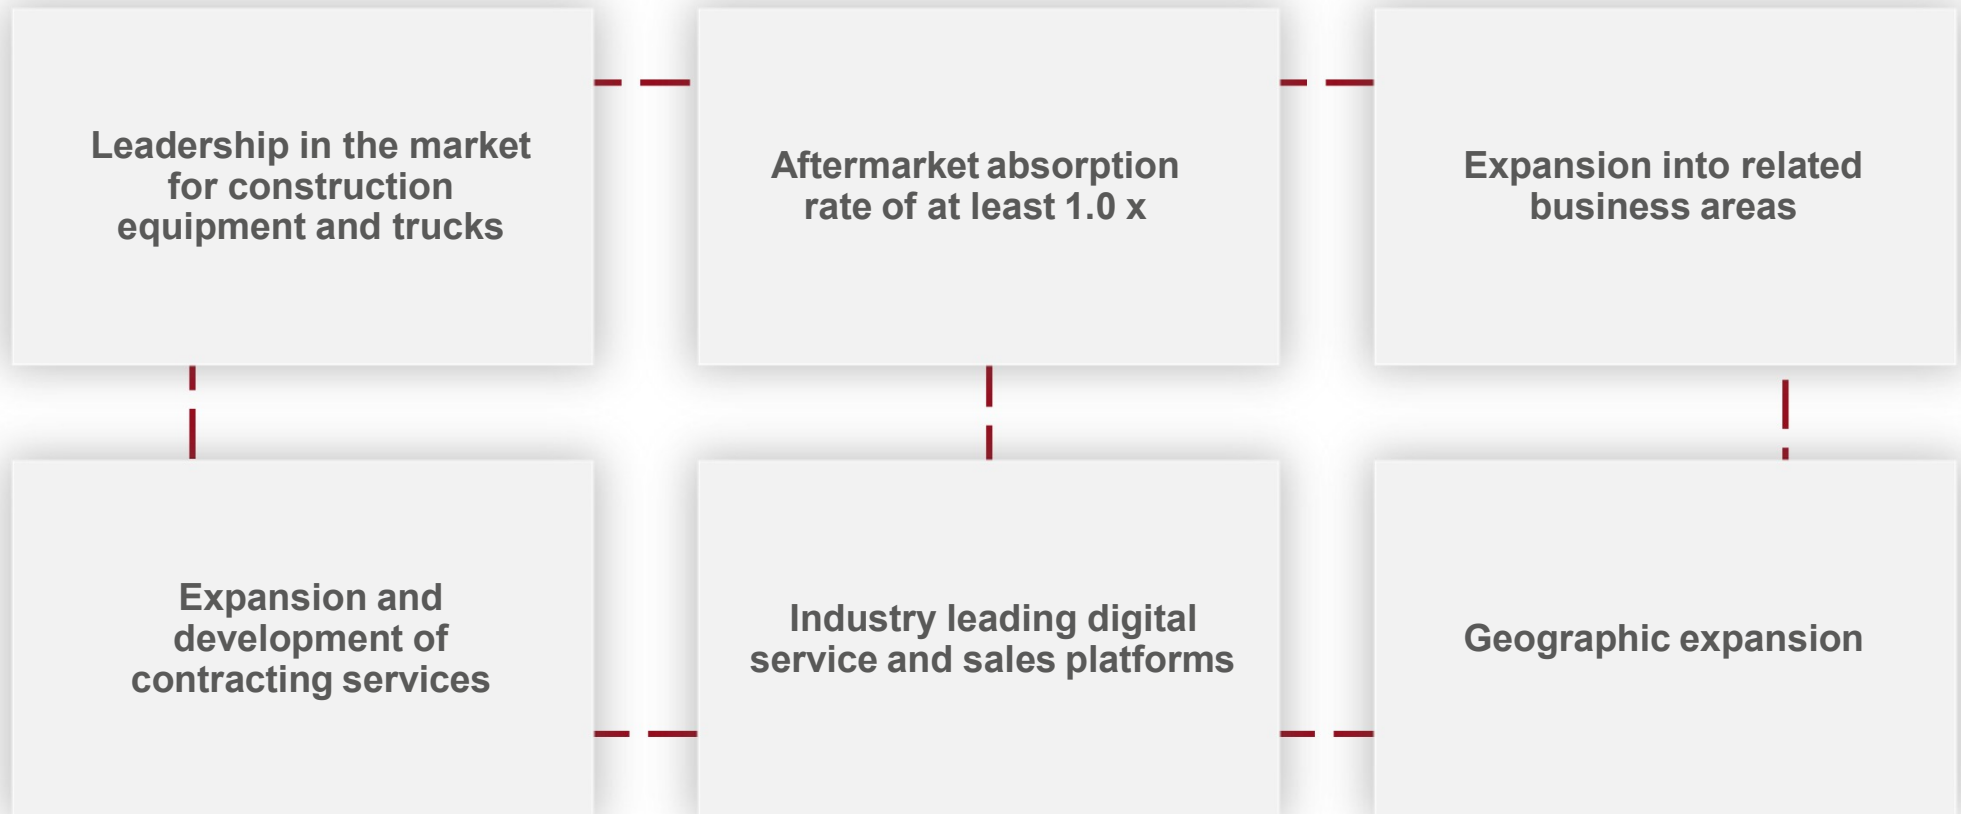 Leadership in the market
for construction
equipment and trucks
Aftermarket absorption
rate of at least 1.0 x
Expansion into related
business areas
Expansion and
development of
contracting services
Industry leading digital
service and sales platforms
Geographic expansion